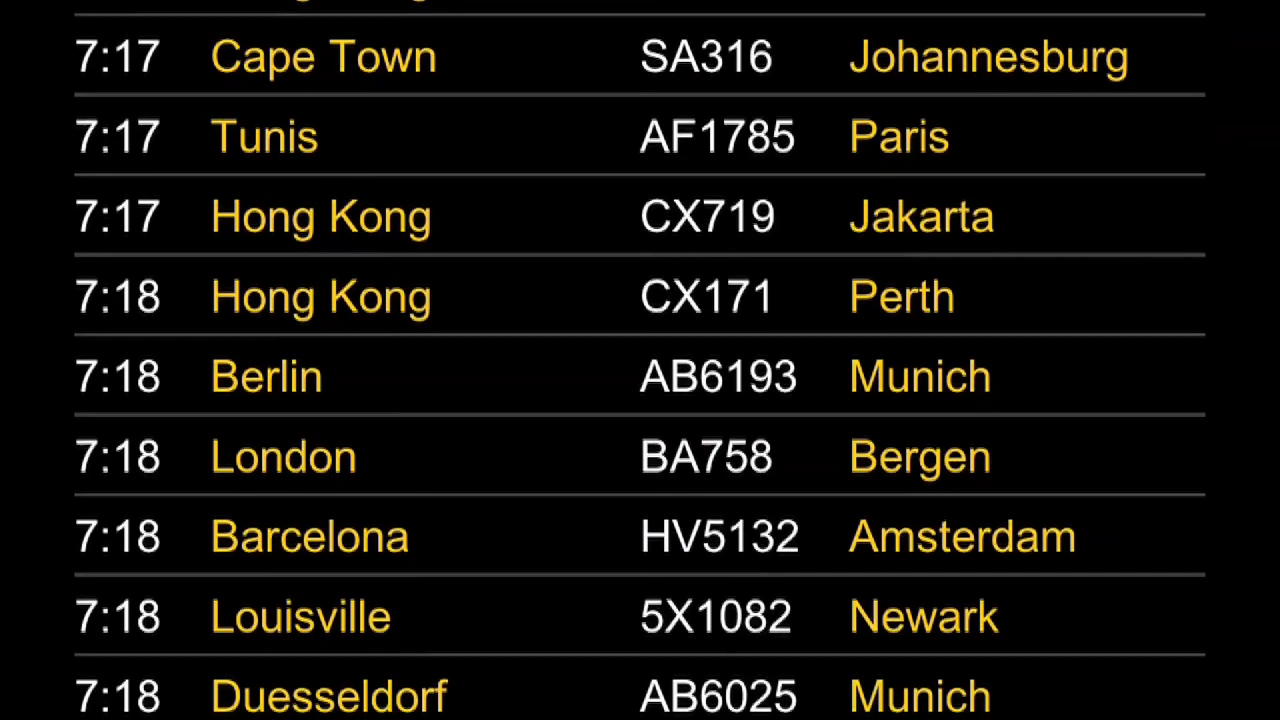 7:17 Cape Town SA316 Johannesburg
7:17 Tunis AF1785 Paris
7:17 Hong Kong CX719 Jakarta
7:18 Hong Kong CX171 Perth
7:18 Berlin AB6193 Munich
7:18 London BA758 Bergen
7:18 Barcelona HV5132 Amsterdam
7:18 Louisville 5X1082 Newark
7:18 Duesseldorf AB6025 Munich